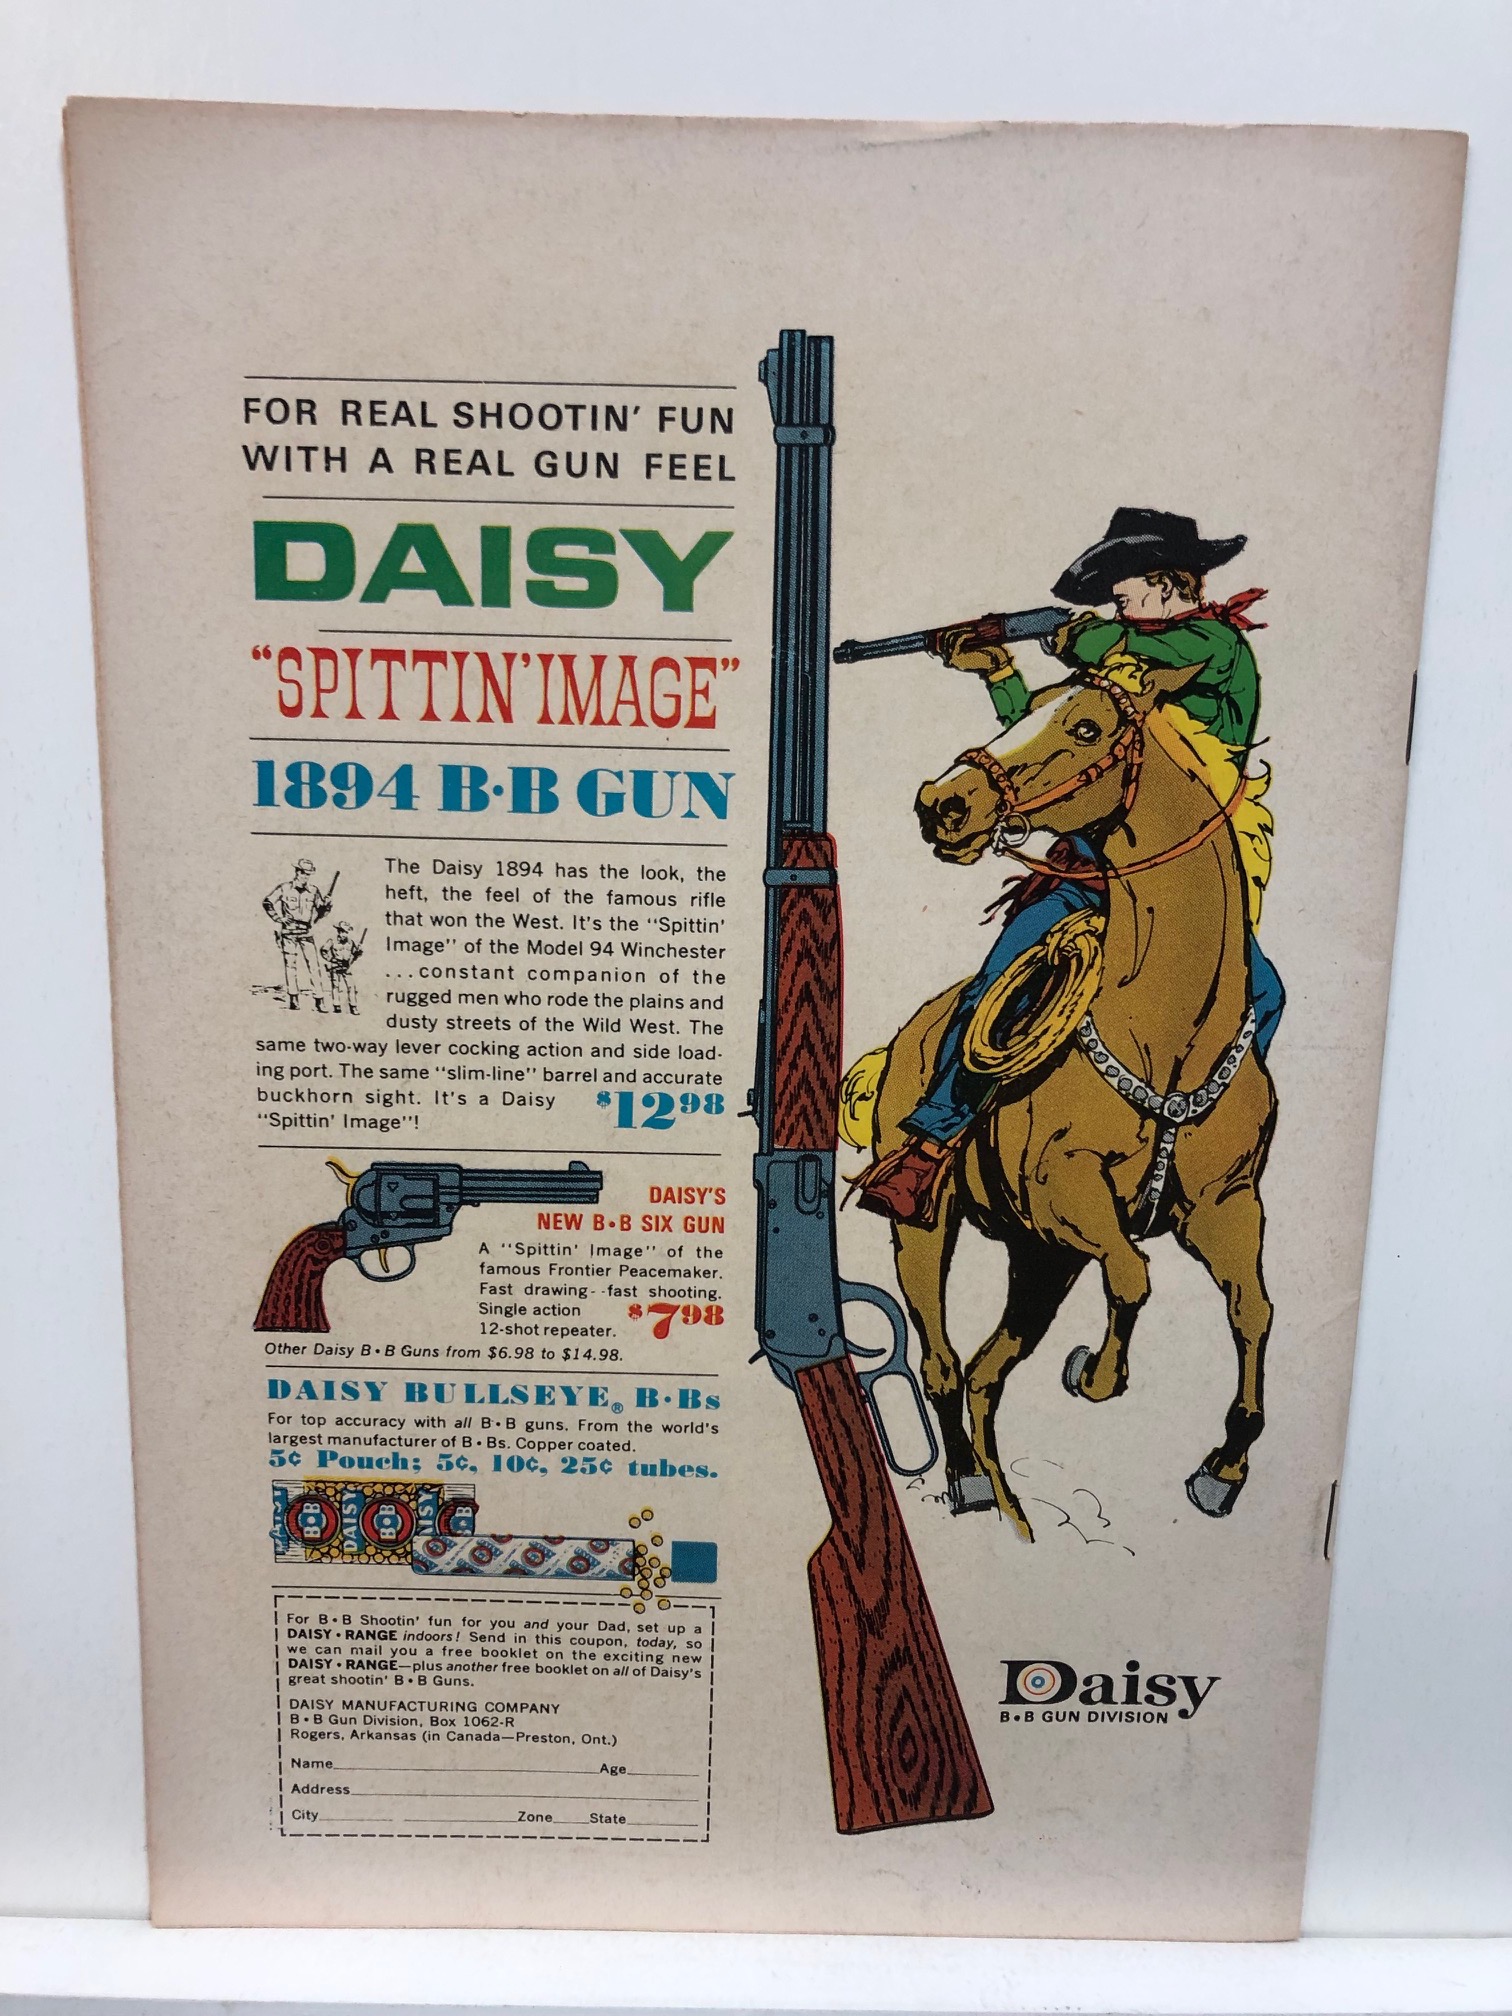 FOR REAL SHOOTIN' FUN
WITH A REAL GUN FEEL
DAISY
"SPITTIN' IMAGE"
1894 B•B GUN
The Daisy 1894 has the look, the
heft, the feel of the famous rifle
that won the West. It's the "Spittin'
Image" of the Model 94 Winchester
...constant companion of the
rugged men who rode the plains and
dusty streets of the Wild West. The
same two-way lever cocking action and side load-
ing port. The same "slim-line" barrel and accurate
buckhorn sight. It's a Daisy
"Spittin' Image"!
$12.98
DAISY'S
NEW B•B SIX GUN
A "Spittin' Image" of the
famous Frontier Peacemaker.
Fast drawing--fast shooting.
Single action
12-shot repeater.
$7.98
Other Daisy B•B Guns from $6.98 to $14.98.
DAISY BULLSEYE® B•Bs
For top accuracy with all B•B guns. From the world's
largest manufacturer of B•Bs. Copper coated.
5¢ Pouch; 5¢, 10¢, 25¢ tubes.
B•B DAISY B•B
For B•B Shootin' fun for you and your Dad, set up a
DAISY•RANGE indoors! Send in this coupon, today, so
we can mail you a free booklet on the exciting new
DAISY•RANGE—plus another free booklet on all of Daisy's
great shootin' B•B Guns.
DAISY MANUFACTURING COMPANY
B•B Gun Division, Box 1062-R
Rogers, Arkansas (in Canada—Preston, Ont.)
Name Age
Address
City Zone State
Daisy
B•B GUN DIVISION